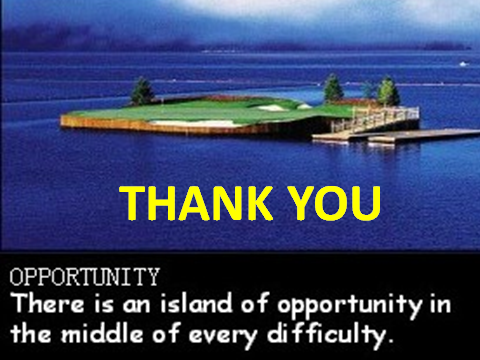 THANK YOU
OPPORTUNITY
There is an island of opportunity in
the middle of every difficulty.